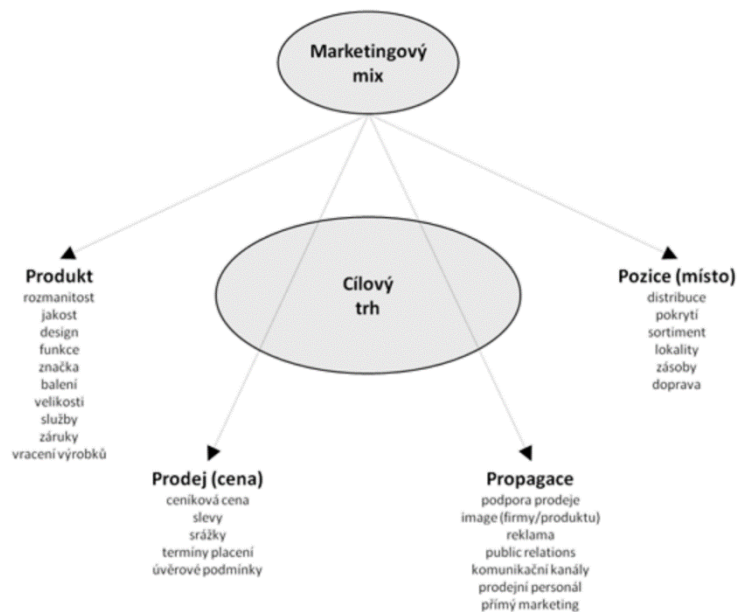 Marketingový
mix
Cílový
trh
Produkt
rozmanitost
jakost
design
funkce
značka
balení
velikosti
služby
záruky
vracení výrobků
Pozice (místo)
distribuce
pokrytí
sortiment
lokality
zásoby
doprava
Prodej (cena)
ceníková cena
slevy
srážky
termíny placení
úvěrové podmínky
Propagace
podpora prodeje
image (firmy/produktu)
reklama
public relations
komunikační kanály
prodejní personál
přímý marketing